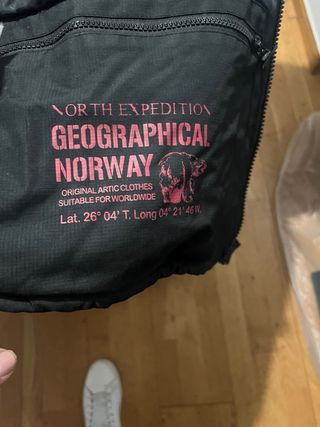 NORTH EXPEDITION
GEOGRAPHICAL
NORWAY
ORIGINAL ARTIC CLOTHES
SUITABLE FOR WORLDWIDE
Lat. 26° 04' T. Long 04° 21' 46 W.